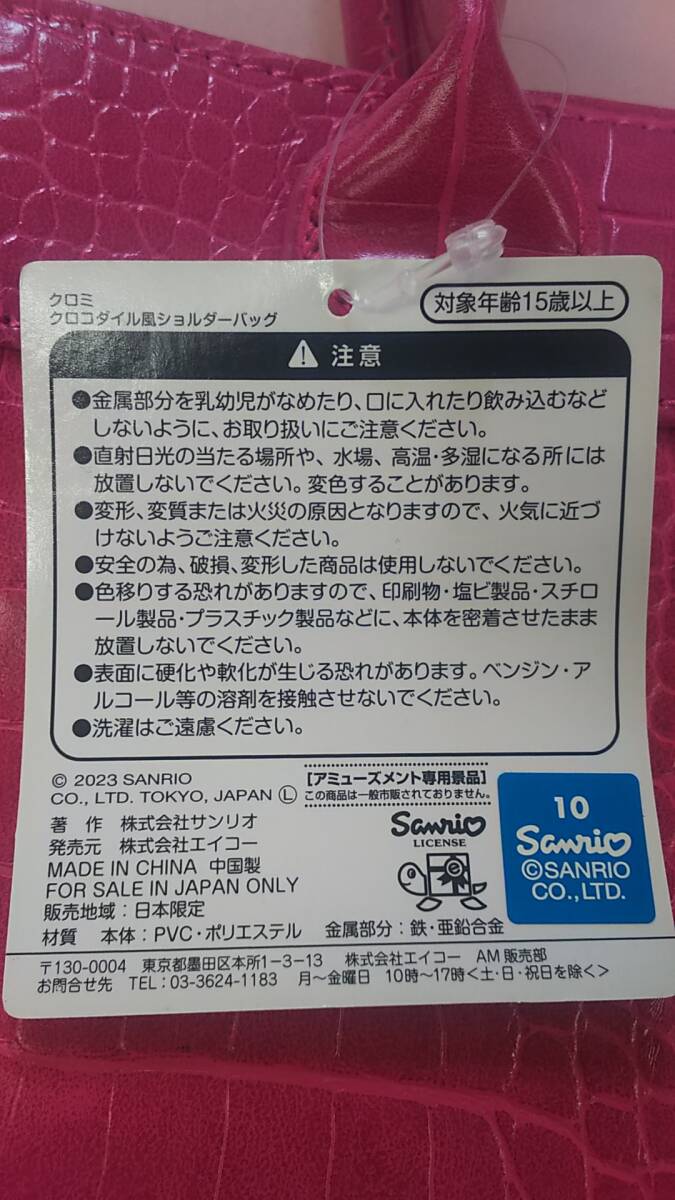 クロミ
クロコダイル風ショルダーバッグ
対象年齢15歳以上
注意
●金属部分を乳幼児がなめたり、口に入れたり飲み込むなど
しないように、お取り扱いにご注意ください。
●直射日光の当たる場所や、水場、高温・多湿になる所には
放置しないでください。変色することがあります。
●変形、変質または火災の原因となりますので、火気に近づ
けないようご注意ください。
●安全の為、破損、変形した商品は使用しないでください。
●色移りする恐れがありますので、印刷物・塩ビ製品・スチロ
ール製品・プラスチック製品などに、本体を密着させたまま
放置しないでください。
●表面に硬化や軟化が生じる恐れがあります。ベンジン・ア
ルコール等の溶剤を接触させないでください。
●洗濯はご遠慮ください。
© 2023 SANRIO
CO., LTD. TOKYO, JAPAN Ⓛ
著作 株式会社サンリオ
発売元 株式会社エイコー
MADE IN CHINA 中国製
FOR SALE IN JAPAN ONLY
販売地域:日本限定
【アミューズメント専用景品】
この商品は一般市販されておりません。
Sanrio
LICENSE
10
Sanrio
©SANRIO
CO., LTD.
材質 本体:PVC・ポリエステル 金属部分:鉄・亜鉛合金
〒130-0004 東京都墨田区本所1-3-13 株式会社エイコー AM販売部
お問合せ先 TEL:03-3624-1183 月～金曜日 10時～17時<土・日・祝日を除く>